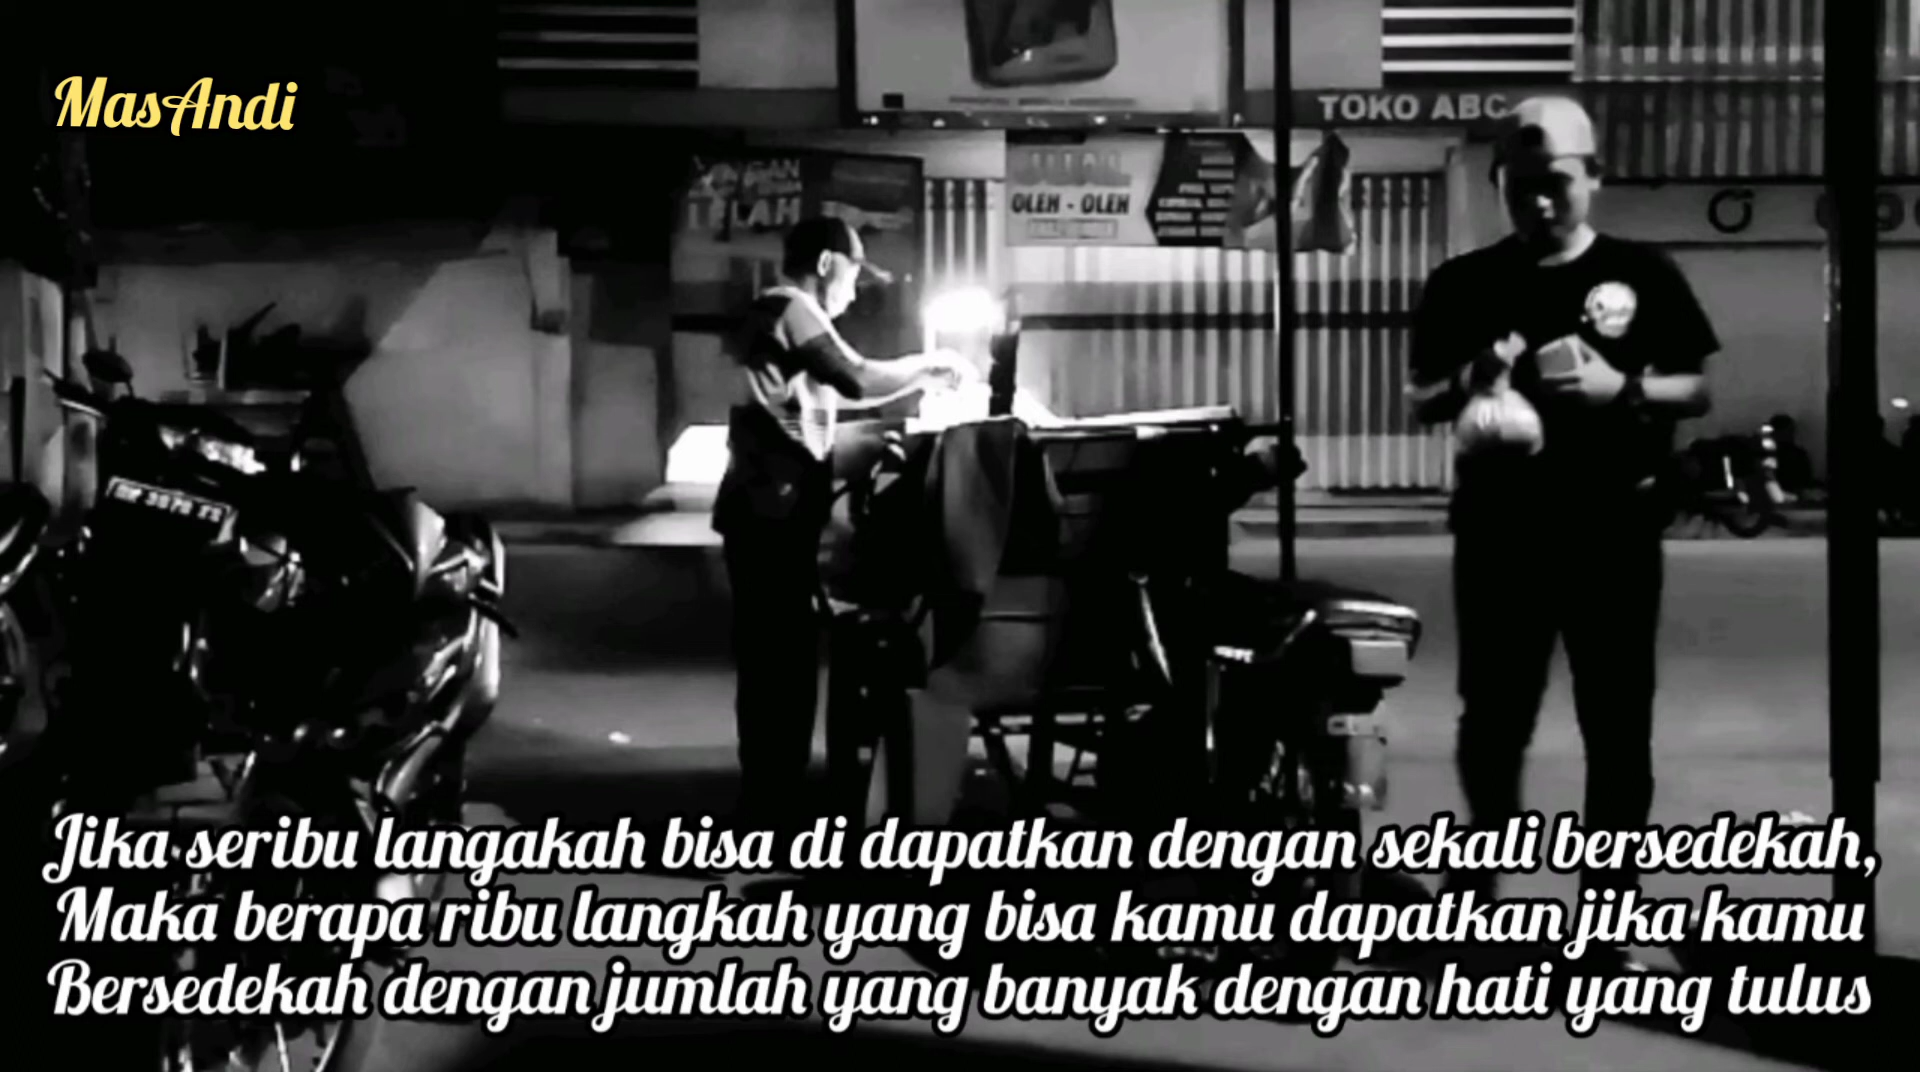 MasAndi
TOKO ABC
LELAH
OLEH - OLEH
Jika seribu langakah bisa di dapatkan dengan sekali bersedekah,
Maka berapa ribu langkah yang bisa kamu dapatkan jika kamu
Bersedekah dengan jumlah yang banyak dengan hati yang tulus